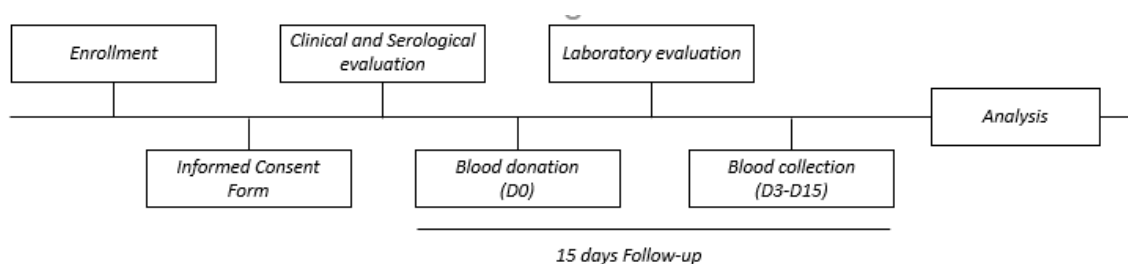 Enrollment
Clinical and Serological
evaluation
Laboratory evaluation
Analysis
Informed Consent
Form
Blood donation
(D0)
Blood collection
(D3-D15)
15 days Follow-up